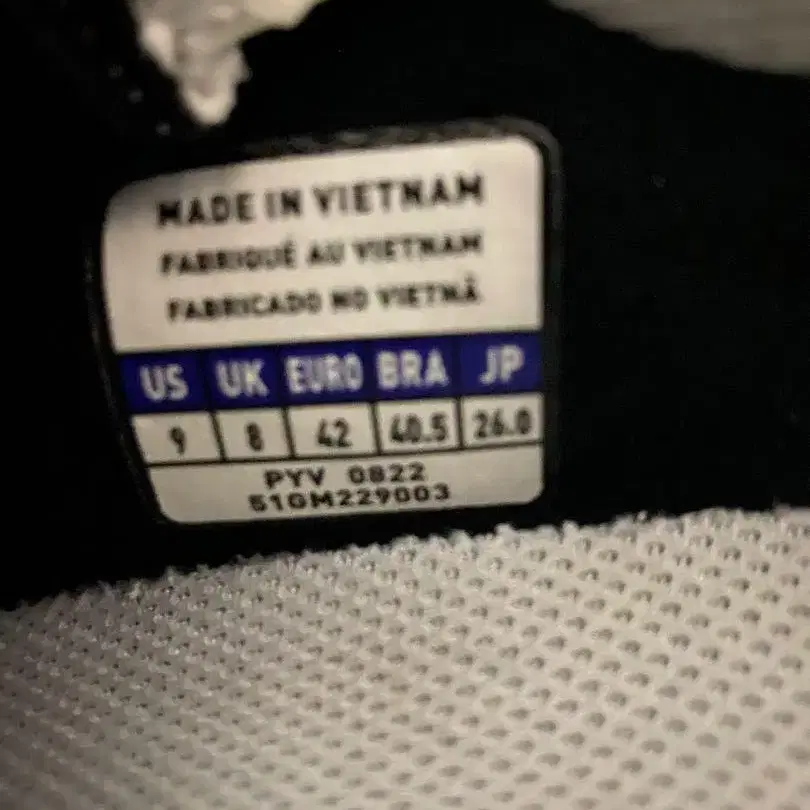 MADE IN VIETNAM
FABRIQUÉ AU VIETNAM
FABRICADO NO VIETNÃ
US UK EURO BRA JP
9 8 42 40.5 26.0
PYV 0822
51GM229003